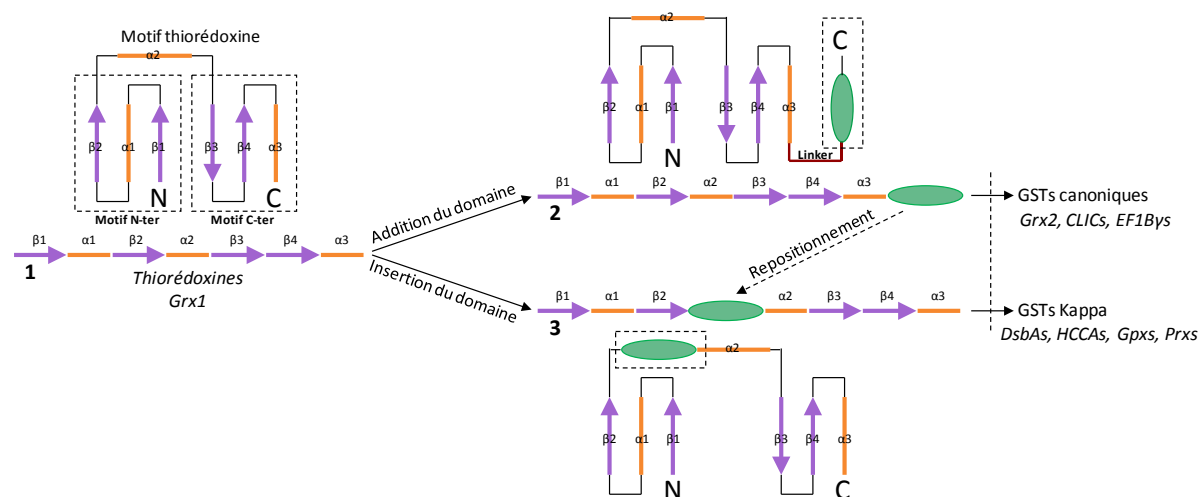 Motif thiorédoxine
α2
β2
α1
β1
β3
β4
α3
N
C
Motif N-ter
Motif C-ter
β1
α1
β2
α2
β3
β4
α3
1
Thiorédoxines
Grx1
Addition du domaine
Insertion du domaine
α2
β2
α1
β1
β3
β4
α3
C
N
Linker
β1
α1
β2
α2
β3
β4
α3
2
GSTs canoniques
Grx2, CLICs, EF1Bγs
Repositionnement
β1
α1
β2
α2
β3
β4
α3
3
GSTs Kappa
DsbAs, HCCAs, Gpxs, Prxs
α2
β2
α1
β1
β3
β4
α3
N
C